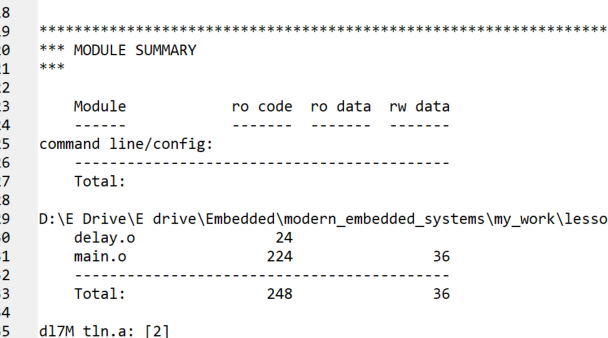 8
9 *****************************************************************
0 *** MODULE SUMMARY
1 ***
2
3 Module ro code ro data rw data
4 ------ ------- ------- -------
5 command line/config:
6 -------------------------------------------
7 Total:
8
9 D:\E Drive\E drive\Embedded\modern_embedded_systems\my_work\lesso
0 delay.o 24
1 main.o 224 36
2 -------------------------------------------
3 Total: 248 36
4
5 dl7M_tln.a: [2]